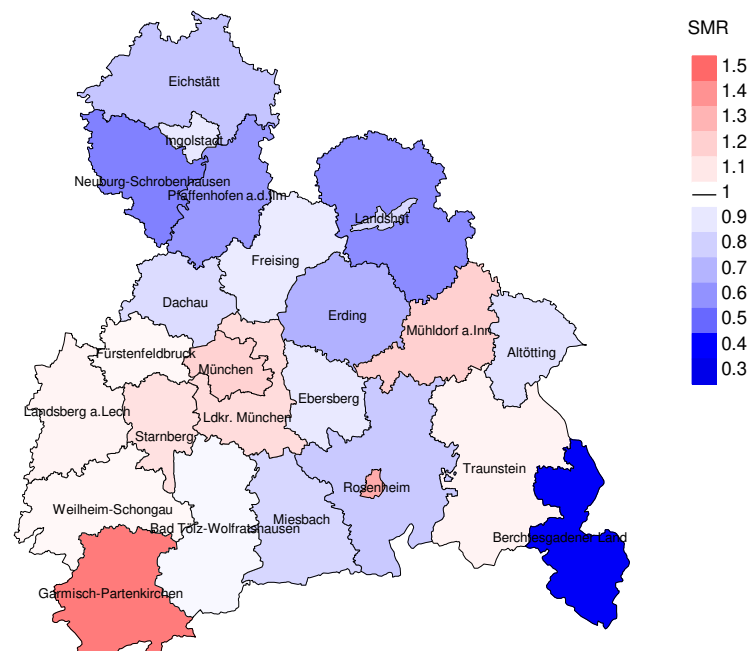 SMR
1.5
1.4
1.3
1.2
1.1
1
0.9
0.8
0.7
0.6
0.5
0.4
0.3
Eichstätt
Ingolstadt
Neuburg-Schrobenhausen
Pfaffenhofen a.d.Ilm
Landshut
Freising
Dachau
Erding
Mühldorf a.Inn
Fürstenfeldbruck
Altötting
München
Ebersberg
Landsberg a.Lech
Ldkr. München
Starnberg
Traunstein
Rosenheim
Weilheim-Schongau
Miesbach
Bad Tölz-Wolfratshausen
Berchtesgadener Land
Garmisch-Partenkirchen